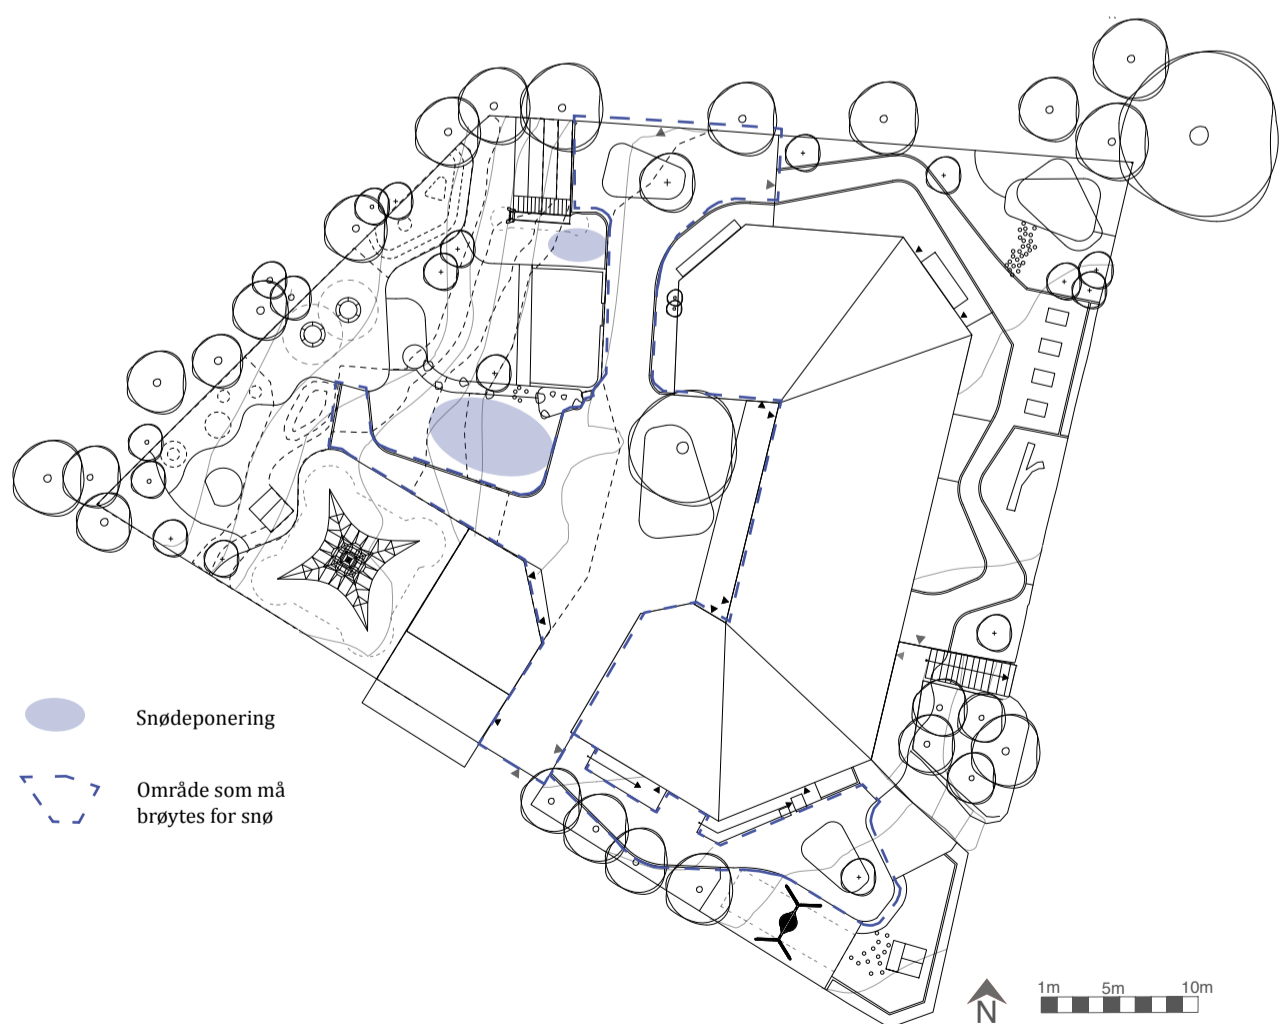 Snødeponering
Område som må
brøytes for snø
N
1m 5m 10m